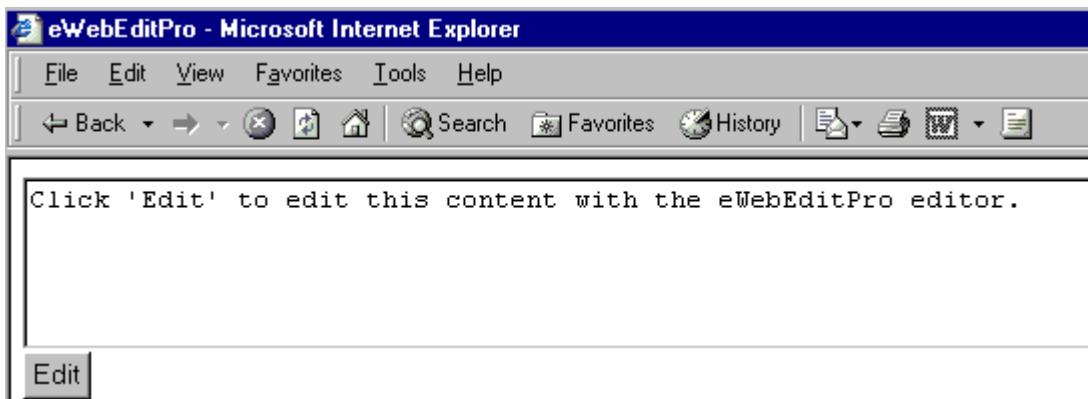 eWebEditPro - Microsoft Internet Explorer
File Edit View Favorites Tools Help
Back Search Favorites History W
Click 'Edit' to edit this content with the eWebEditPro editor.
Edit